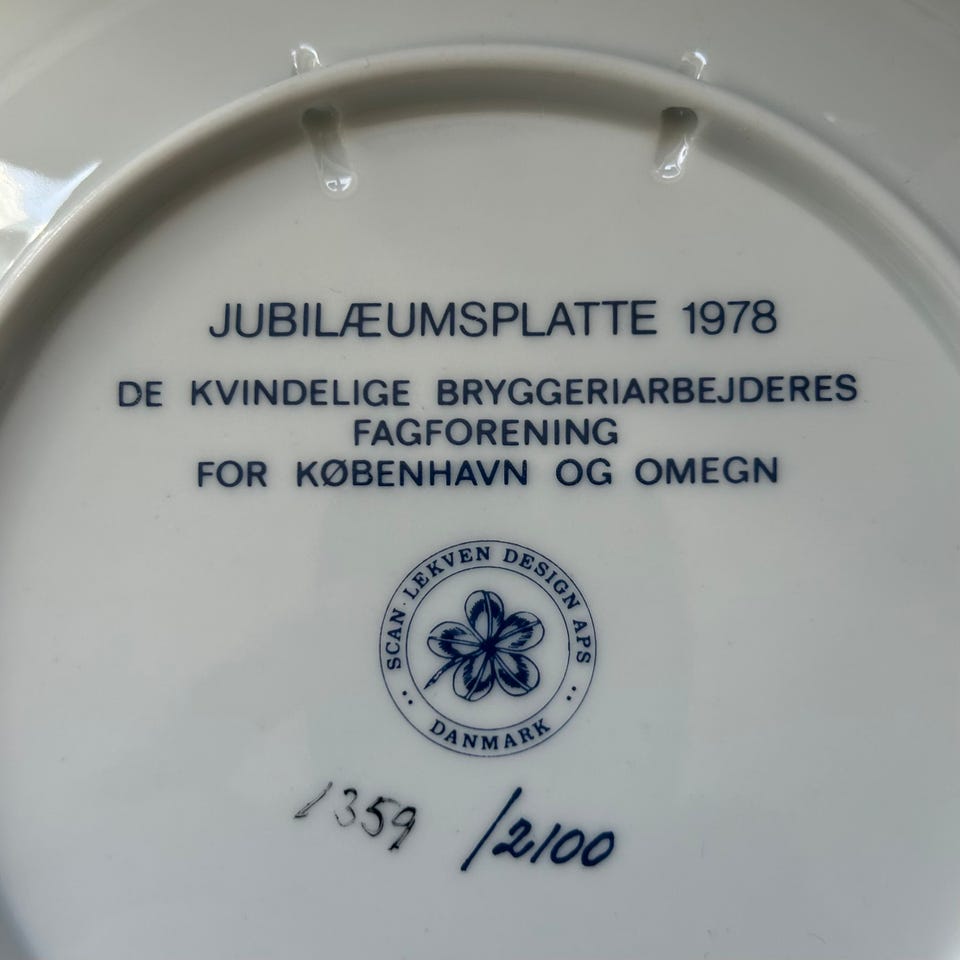 JUBILÆUMSPLATTE 1978
DE KVINDELIGE BRYGGERIARBEJDERES
FAGFORENING
FOR KØBENHAVN OG OMEGN
SCAN · LEKVEN DESIGN APS
DANMARK
1359 /2100